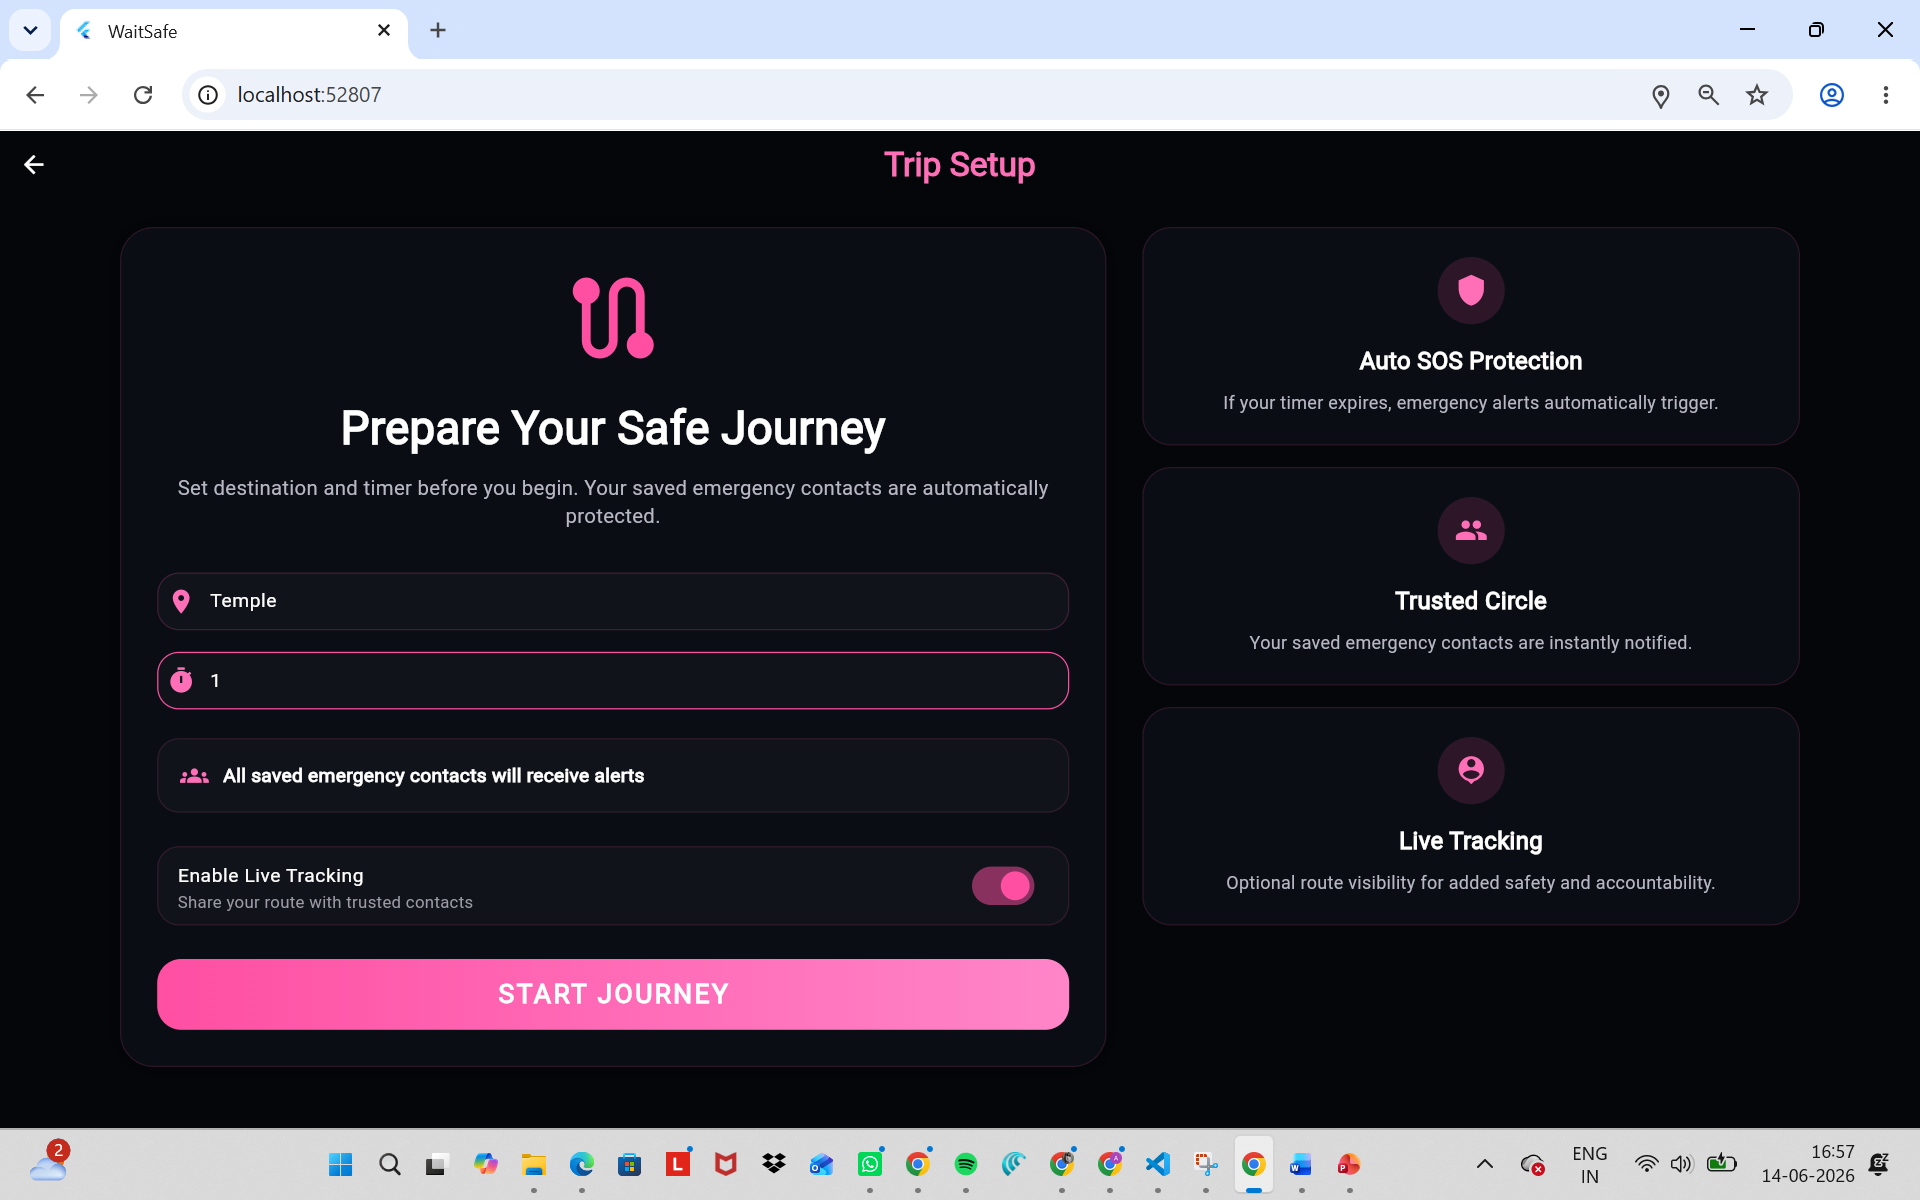 WaitSafe
localhost:52807
Trip Setup
Prepare Your Safe Journey
Set destination and timer before you begin. Your saved emergency contacts are automatically
protected.
Temple
1
All saved emergency contacts will receive alerts
Enable Live Tracking
Share your route with trusted contacts
START JOURNEY
Auto SOS Protection
If your timer expires, emergency alerts automatically trigger.
Trusted Circle
Your saved emergency contacts are instantly notified.
Live Tracking
Optional route visibility for added safety and accountability.
2
L
ENG
IN
16:57
14-06-2026